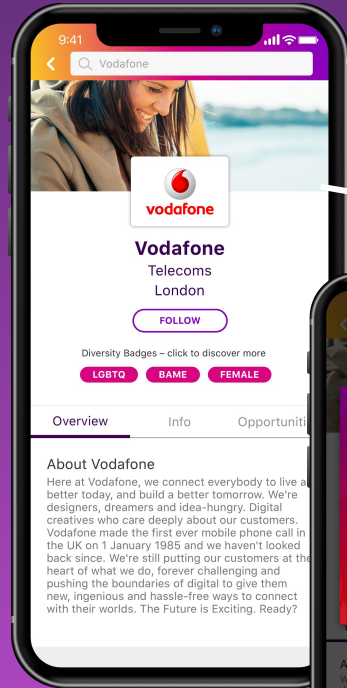 9:41
Vodafone
vodafone
Vodafone
Telecoms
London
FOLLOW
Diversity Badges – click to discover more
LGBTQ BAME FEMALE
Overview Info Opportuniti
About Vodafone
Here at Vodafone, we connect everybody to live a
better today, and build a better tomorrow. We're
designers, dreamers and idea-hungry. Digital
creatives who care deeply about our customers.
Vodafone made the first ever mobile phone call in
the UK on 1 January 1985 and we haven't looked
back since. We're still putting our customers at the
heart of what we do, forever challenging and
pushing the boundaries of digital to give them
new, ingenious and hassle-free ways to connect
with their worlds. The Future is Exciting. Ready?